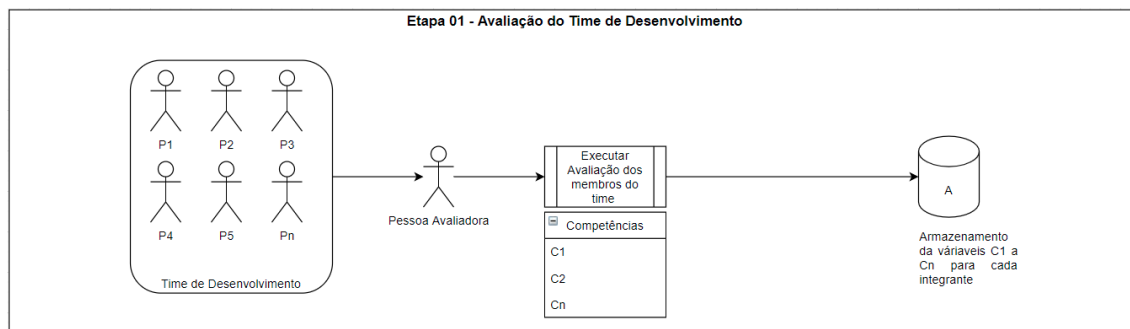 Etapa 01 - Avaliação do Time de Desenvolvimento
P1
P2
P3
P4
P5
Pn
Time de Desenvolvimento
Pessoa Avaliadora
Executar
Avaliação dos
membros do
time
Competências
C1
C2
Cn
A
Armazenamento
da váriaveis C1 a
Cn para cada
integrante